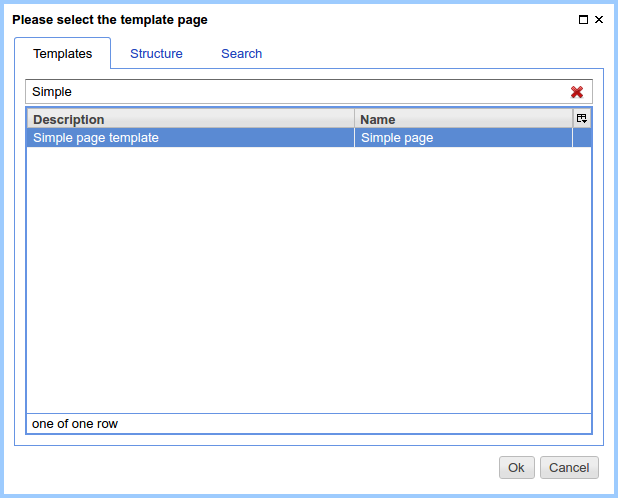 Please select the template page
Templates Structure Search
Simple
Description Name
Simple page template Simple page
one of one row
Ok Cancel